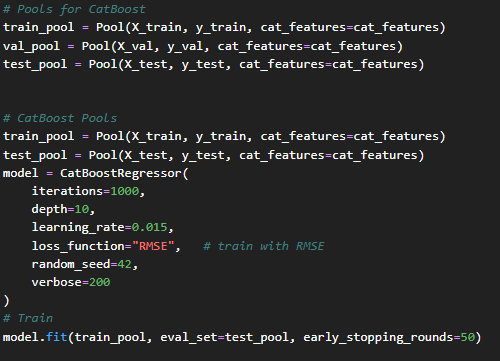 # Pools for CatBoost
train_pool = Pool(X_train, y_train, cat_features=cat_features)
val_pool = Pool(X_val, y_val, cat_features=cat_features)
test_pool = Pool(X_test, y_test, cat_features=cat_features)
# CatBoost Pools
train_pool = Pool(X_train, y_train, cat_features=cat_features)
test_pool = Pool(X_test, y_test, cat_features=cat_features)
model = CatBoostRegressor(
    iterations=1000,
    depth=10,
    learning_rate=0.015,
    loss_function="RMSE",   # train with RMSE
    random_seed=42,
    verbose=200
)
# Train
model.fit(train_pool, eval_set=test_pool, early_stopping_rounds=50)